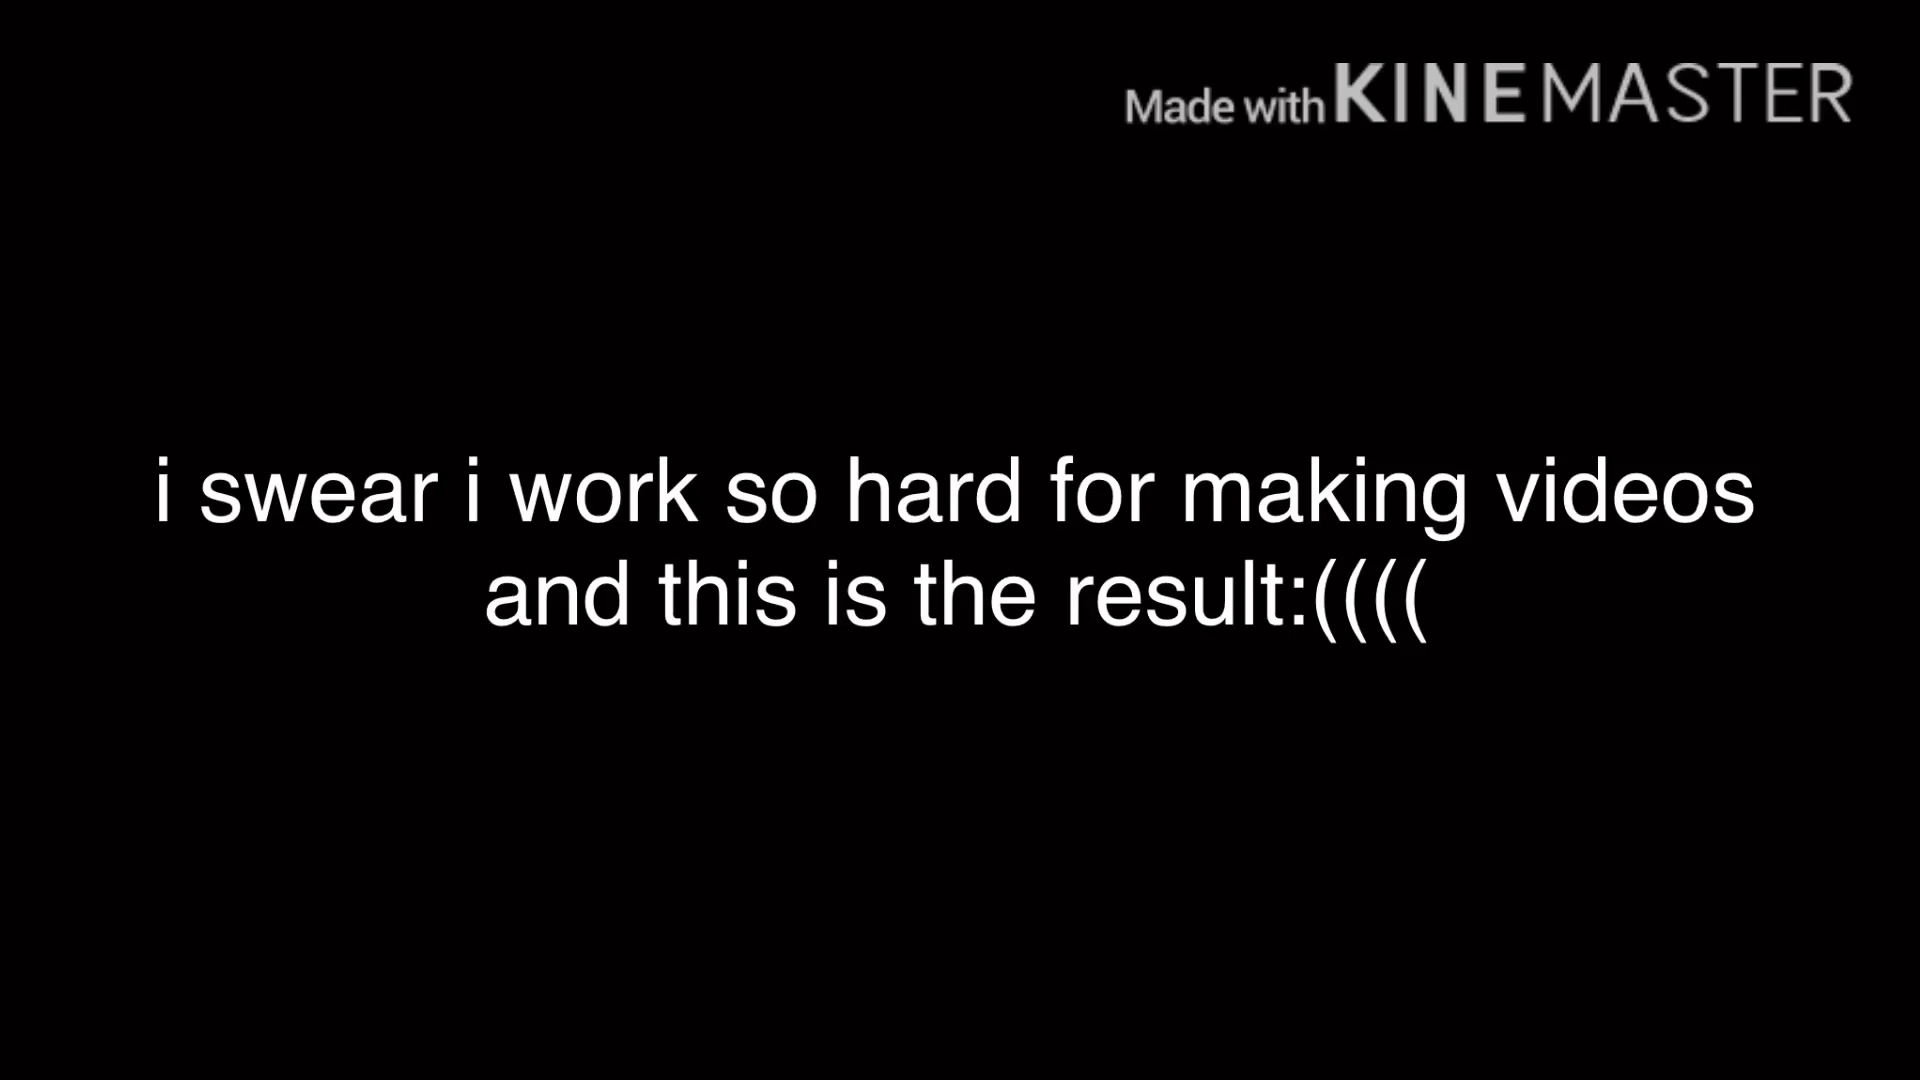 Made with KINEMASTER
i swear i work so hard for making videos
and this is the result:((((